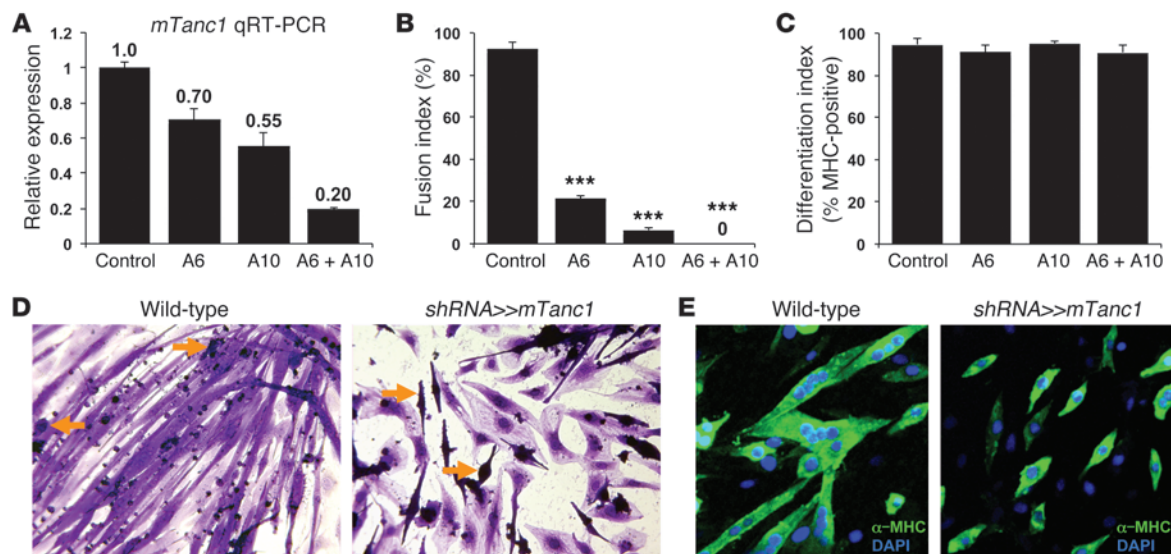 A
mTanc1 qRT-PCR
Relative expression
1.2
1
0.8
0.6
0.4
0.2
0
1.0
0.70
0.55
0.20
Control
A6
A10
A6 + A10
B
Fusion index (%)
100
80
60
40
20
0
***
***
***
0
Control
A6
A10
A6 + A10
C
Differentiation index
(% MHC-positive)
100
80
60
40
20
0
Control
A6
A10
A6 + A10
D
Wild-type
shRNA>>mTanc1
E
Wild-type
shRNA>>mTanc1
α-MHC
DAPI
α-MHC
DAPI